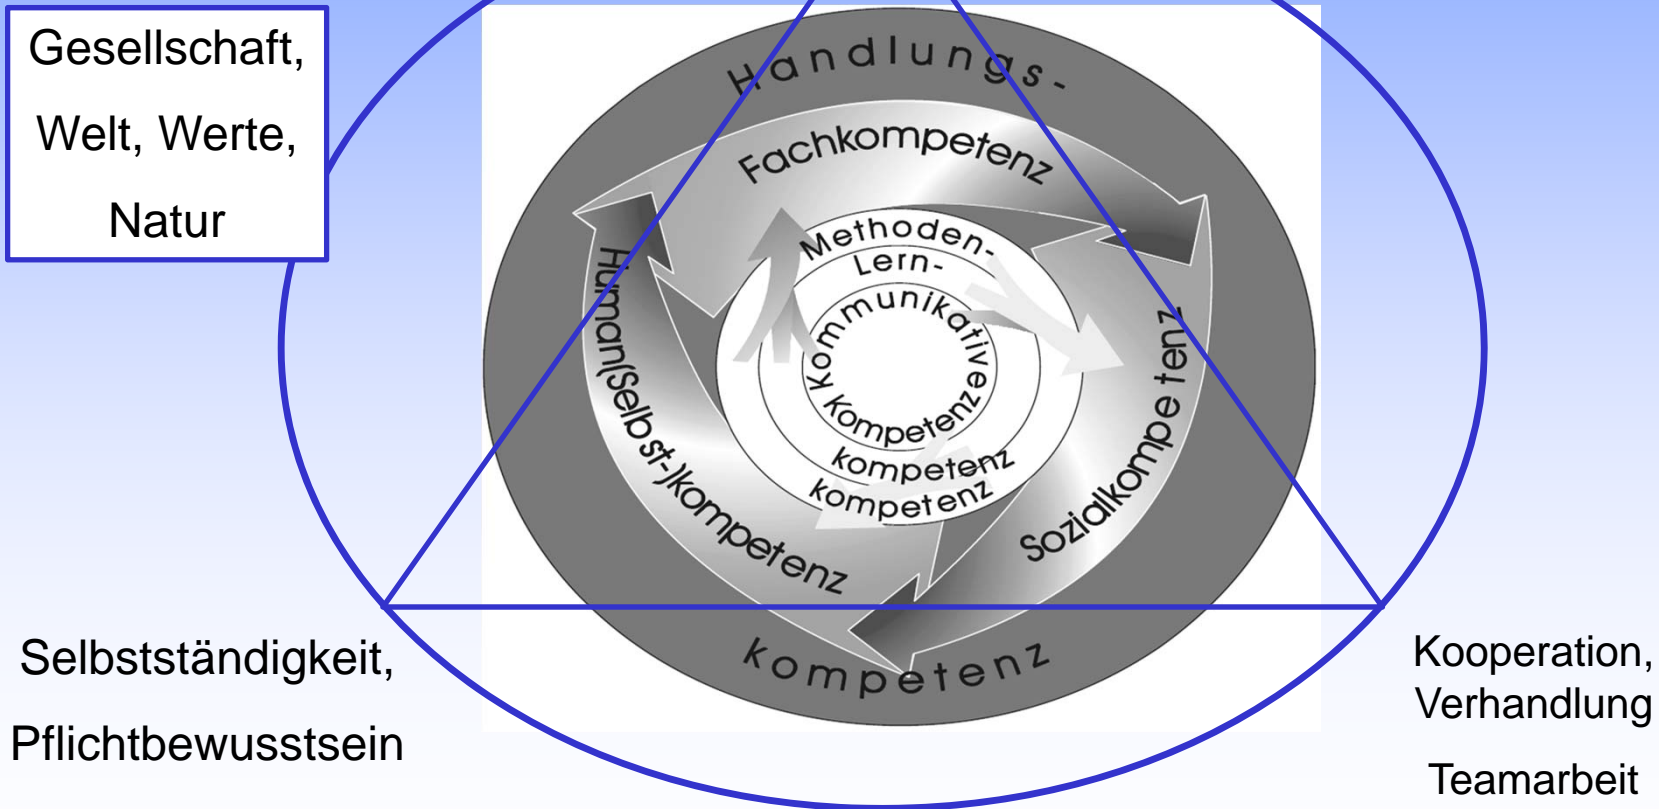 Gesellschaft,
Welt, Werte,
Natur
Handlungs-
Fachkompetenz
Methoden-
Lern-
Kommunikative
Kompetenz
kompetenz
kompetenz
Human(Selbst-)kompetenz
Sozialkompetenz
kompetenz
Selbstständigkeit,
Pflichtbewusstsein
Kooperation,
Verhandlung
Teamarbeit